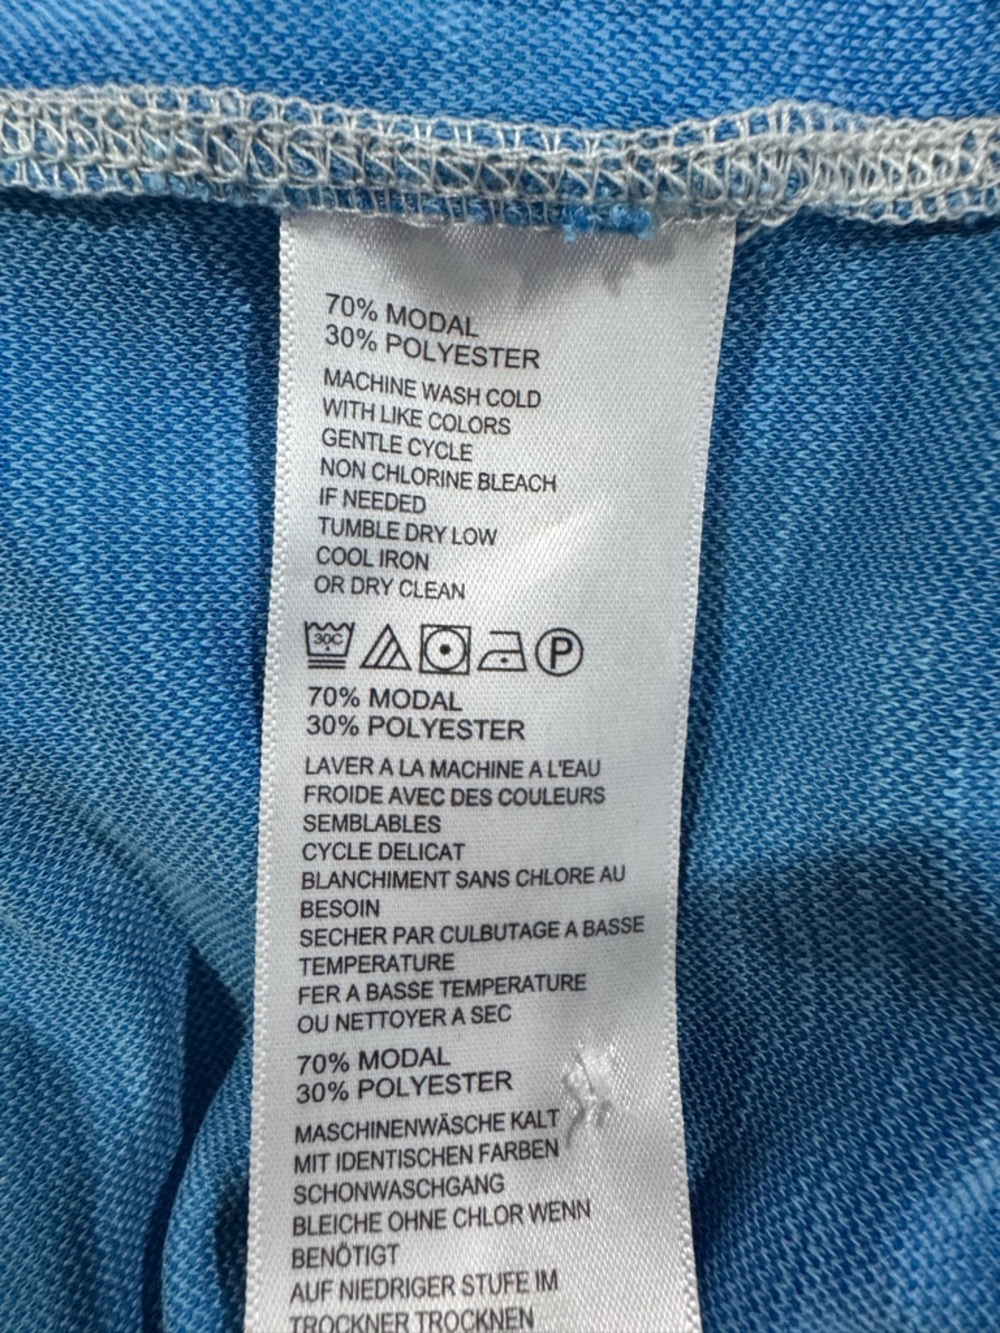 70% MODAL
30% POLYESTER
MACHINE WASH COLD
WITH LIKE COLORS
GENTLE CYCLE
NON CHLORINE BLEACH
IF NEEDED
TUMBLE DRY LOW
COOL IRON
OR DRY CLEAN
30C P
70% MODAL
30% POLYESTER
LAVER A LA MACHINE A L'EAU
FROIDE AVEC DES COULEURS
SEMBLABLES
CYCLE DELICAT
BLANCHIMENT SANS CHLORE AU
BESOIN
SECHER PAR CULBUTAGE A BASSE
TEMPERATURE
FER A BASSE TEMPERATURE
OU NETTOYER A SEC
70% MODAL
30% POLYESTER
MASCHINENWÄSCHE KALT
MIT IDENTISCHEN FARBEN
SCHONWASCHGANG
BLEICHE OHNE CHLOR WENN
BENÖTIGT
AUF NIEDRIGER STUFE IM
TROCKNER TROCKNEN